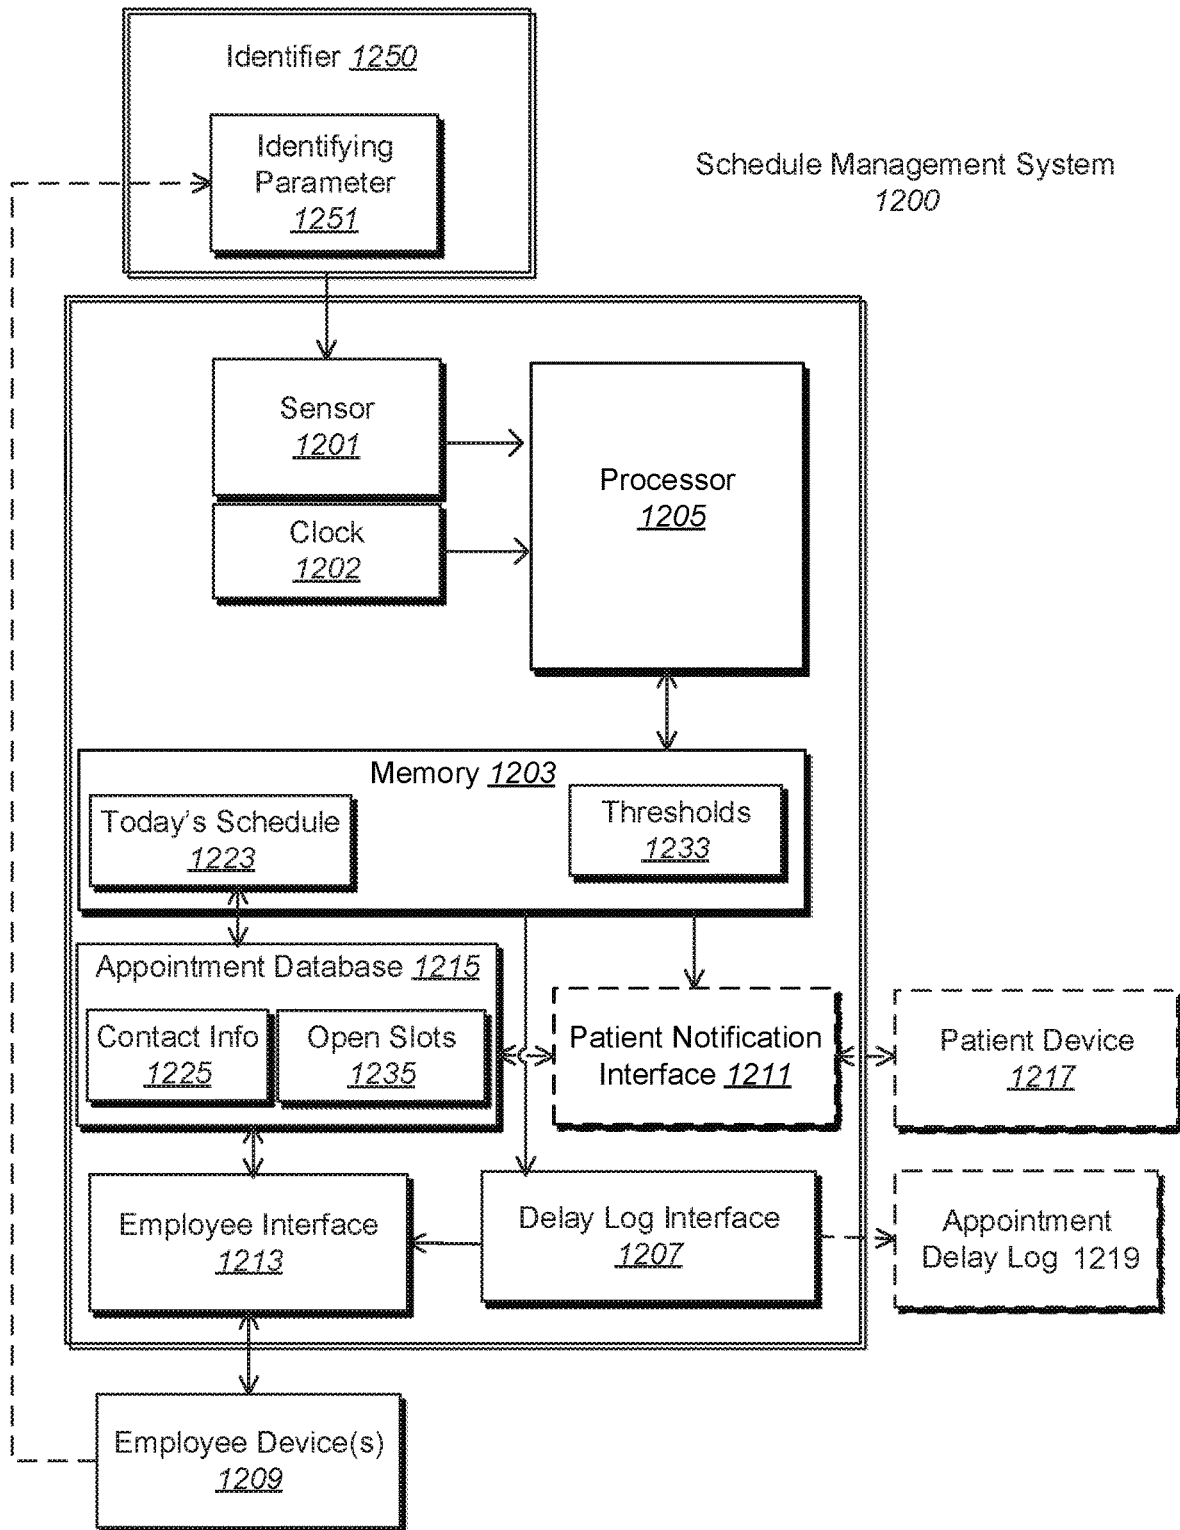 Identifier 1250
Identifying
Parameter
1251
Schedule Management System
1200
Sensor
1201
Clock
1202
Processor
1205
Memory 1203
Today's Schedule
1223
Thresholds
1233
Appointment Database 1215
Contact Info
1225
Open Slots
1235
Patient Notification
Interface 1211
Patient Device
1217
Employee Interface
1213
Delay Log Interface
1207
Appointment
Delay Log 1219
Employee Device(s)
1209